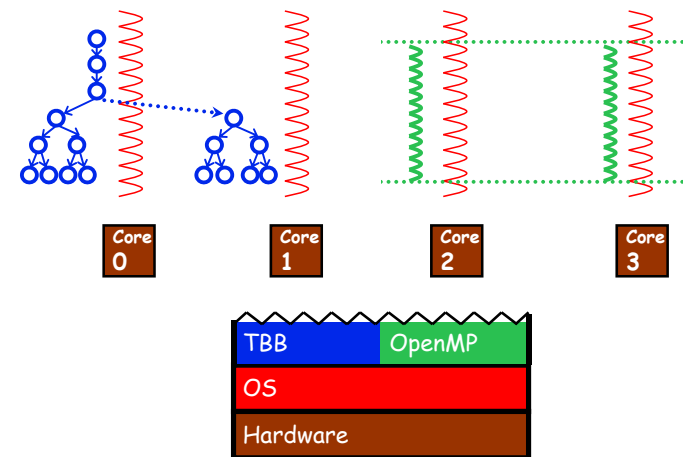 Core
0
Core
1
Core
2
Core
3
TBB
OpenMP
OS
Hardware